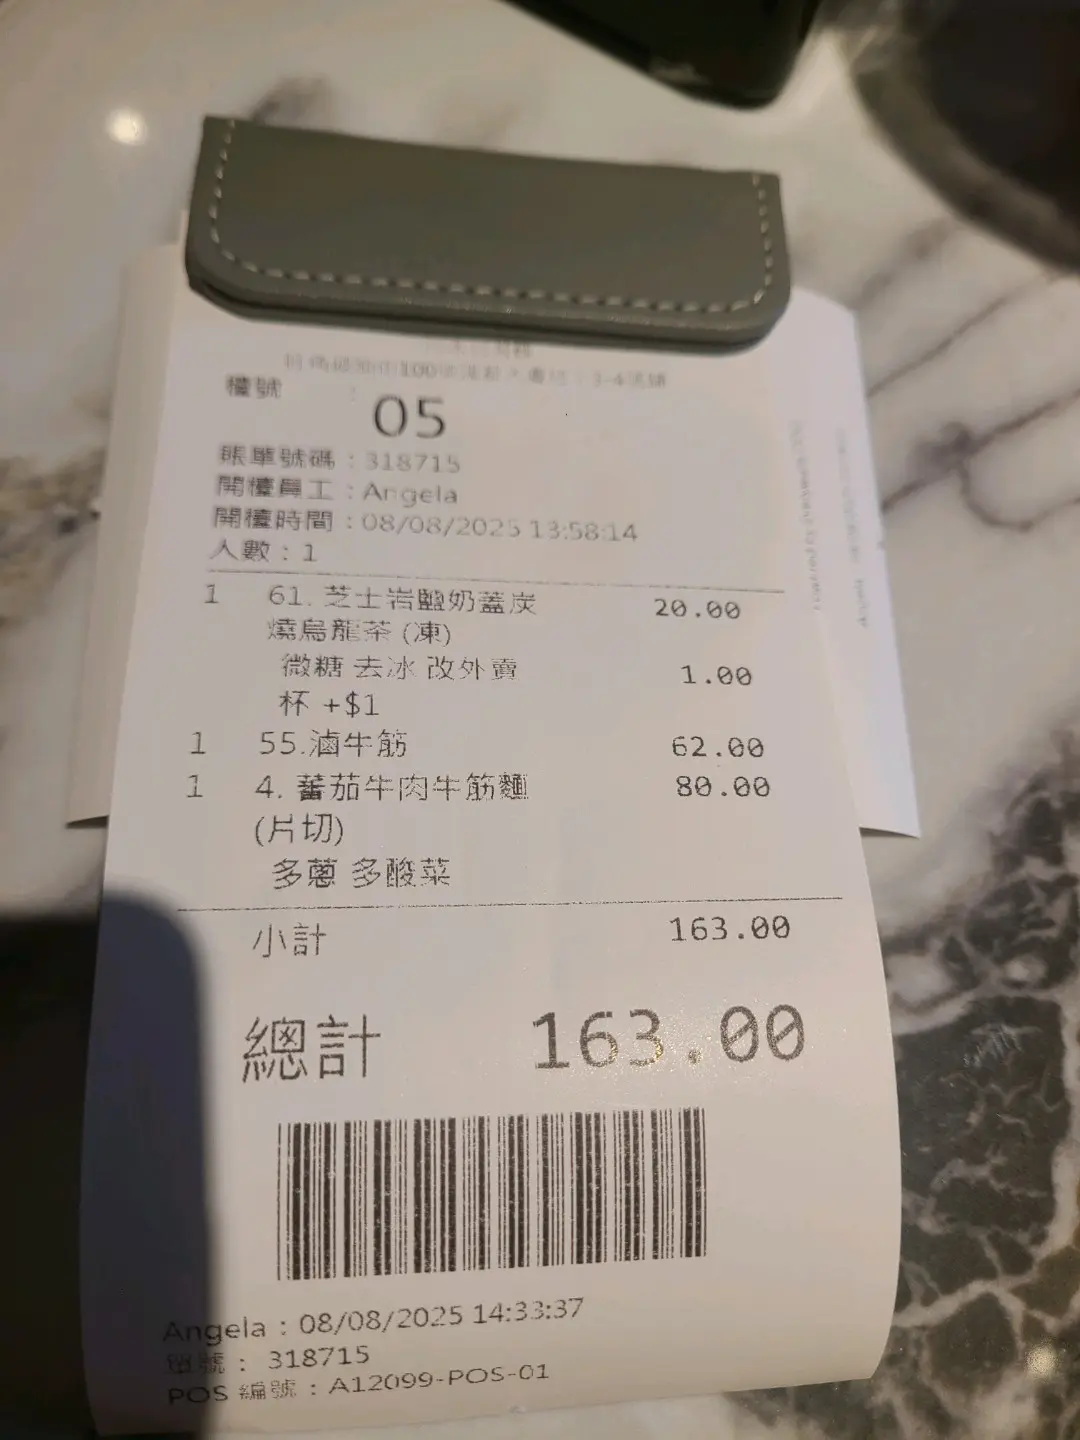 檯號 :
05
賬單號碼 : 318715
開檯員工 : Angela
開檯時間 : 08/08/2025 13:58:14
人數 : 1
1 61. 芝士岩鹽奶蓋炭 20.00
燒烏龍茶 (凍)
微糖 去冰 改外賣 1.00
杯 +$1
1 55.滷牛筋 62.00
1 4. 蕃茄牛肉牛筋麵 80.00
(片切)
多蔥 多酸菜
小計 163.00
總計 163.00
Angela : 08/08/2025 14:33:37
單號 : 318715
POS 編號 : A12099-POS-01